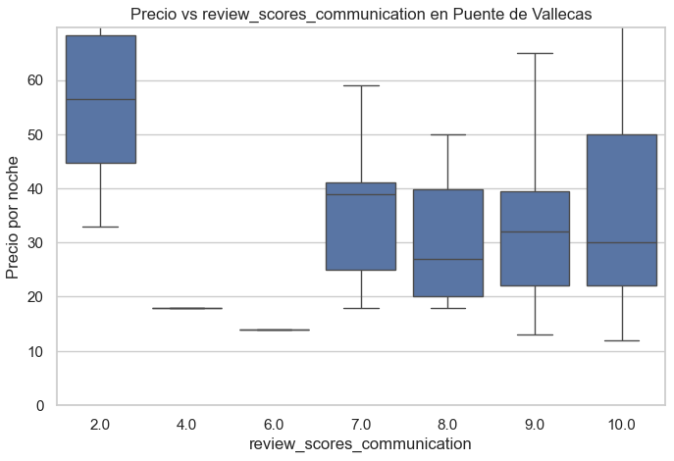 Precio vs review_scores_communication en Puente de Vallecas
Precio por noche
60
50
40
30
20
10
0
2.0 4.0 6.0 7.0 8.0 9.0 10.0
review_scores_communication